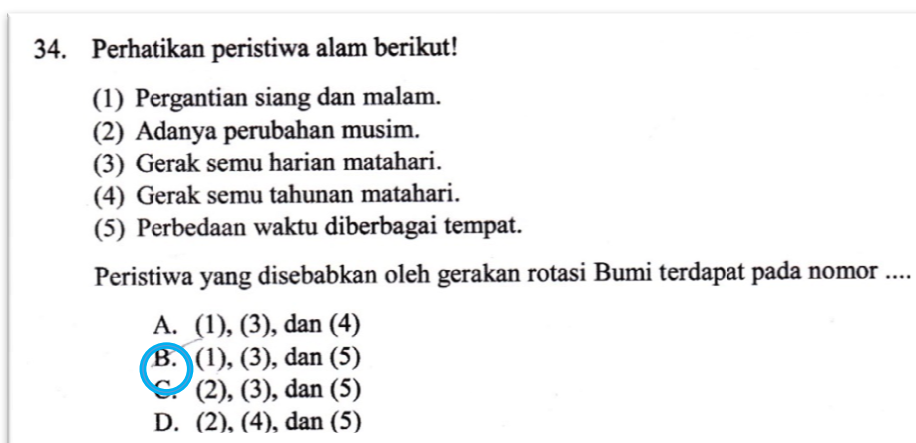 34. Perhatikan peristiwa alam berikut!
(1) Pergantian siang dan malam.
(2) Adanya perubahan musim.
(3) Gerak semu harian matahari.
(4) Gerak semu tahunan matahari.
(5) Perbedaan waktu diberbagai tempat.
Peristiwa yang disebabkan oleh gerakan rotasi Bumi terdapat pada nomor ....
A. (1), (3), dan (4)
B. (1), (3), dan (5)
C. (2), (3), dan (5)
D. (2), (4), dan (5)